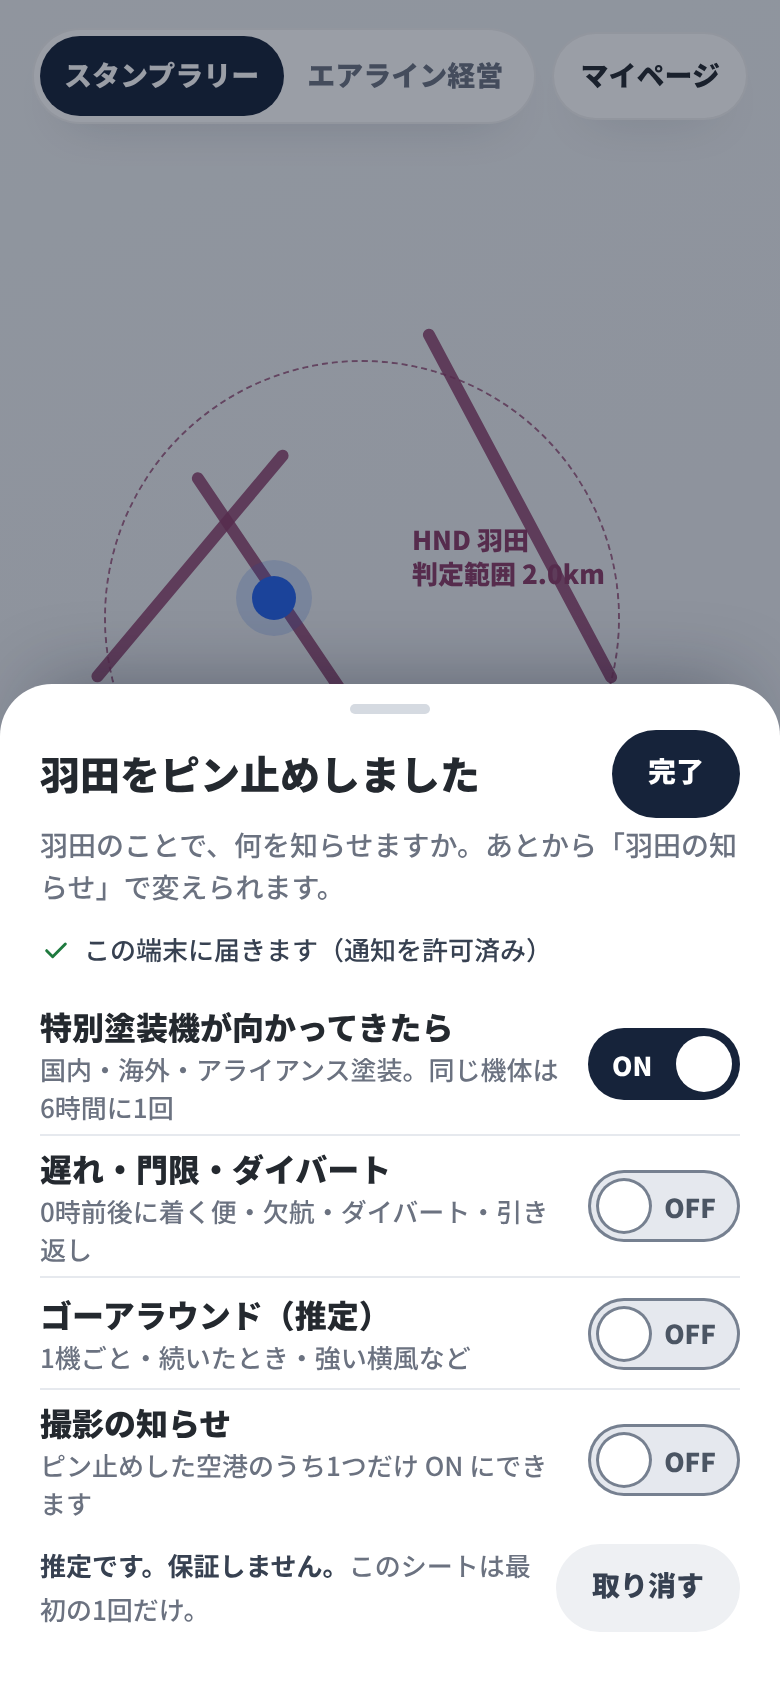 スタンプラリー
エアライン経営
マイページ
HND 羽田
判定範囲 2.0km
羽田をピン止めしました
完了
羽田のことで、何を知らせますか。あとから「羽田の知
らせ」で変えられます。
この端末に届きます（通知を許可済み）
特別塗装機が向かってきたら
国内・海外・アライアンス塗装。同じ機体は
6時間に1回
ON
遅れ・門限・ダイバート
0時前後に着く便・欠航・ダイバート・引き
返し
OFF
ゴーアラウンド（推定）
1機ごと・続いたとき・強い横風など
OFF
撮影の知らせ
ピン止めした空港のうち1つだけ ON にでき
ます
OFF
推定です。保証しません。このシートは最
初の1回だけ。
取り消す